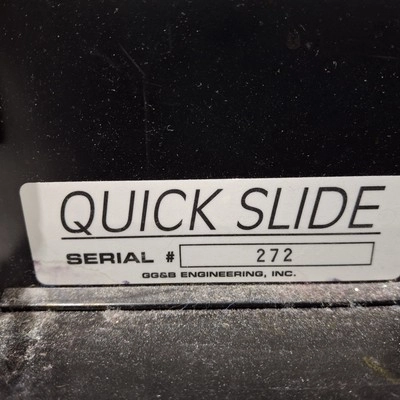 QUICK SLIDE
SERIAL # 272
GG&B ENGINEERING, INC.